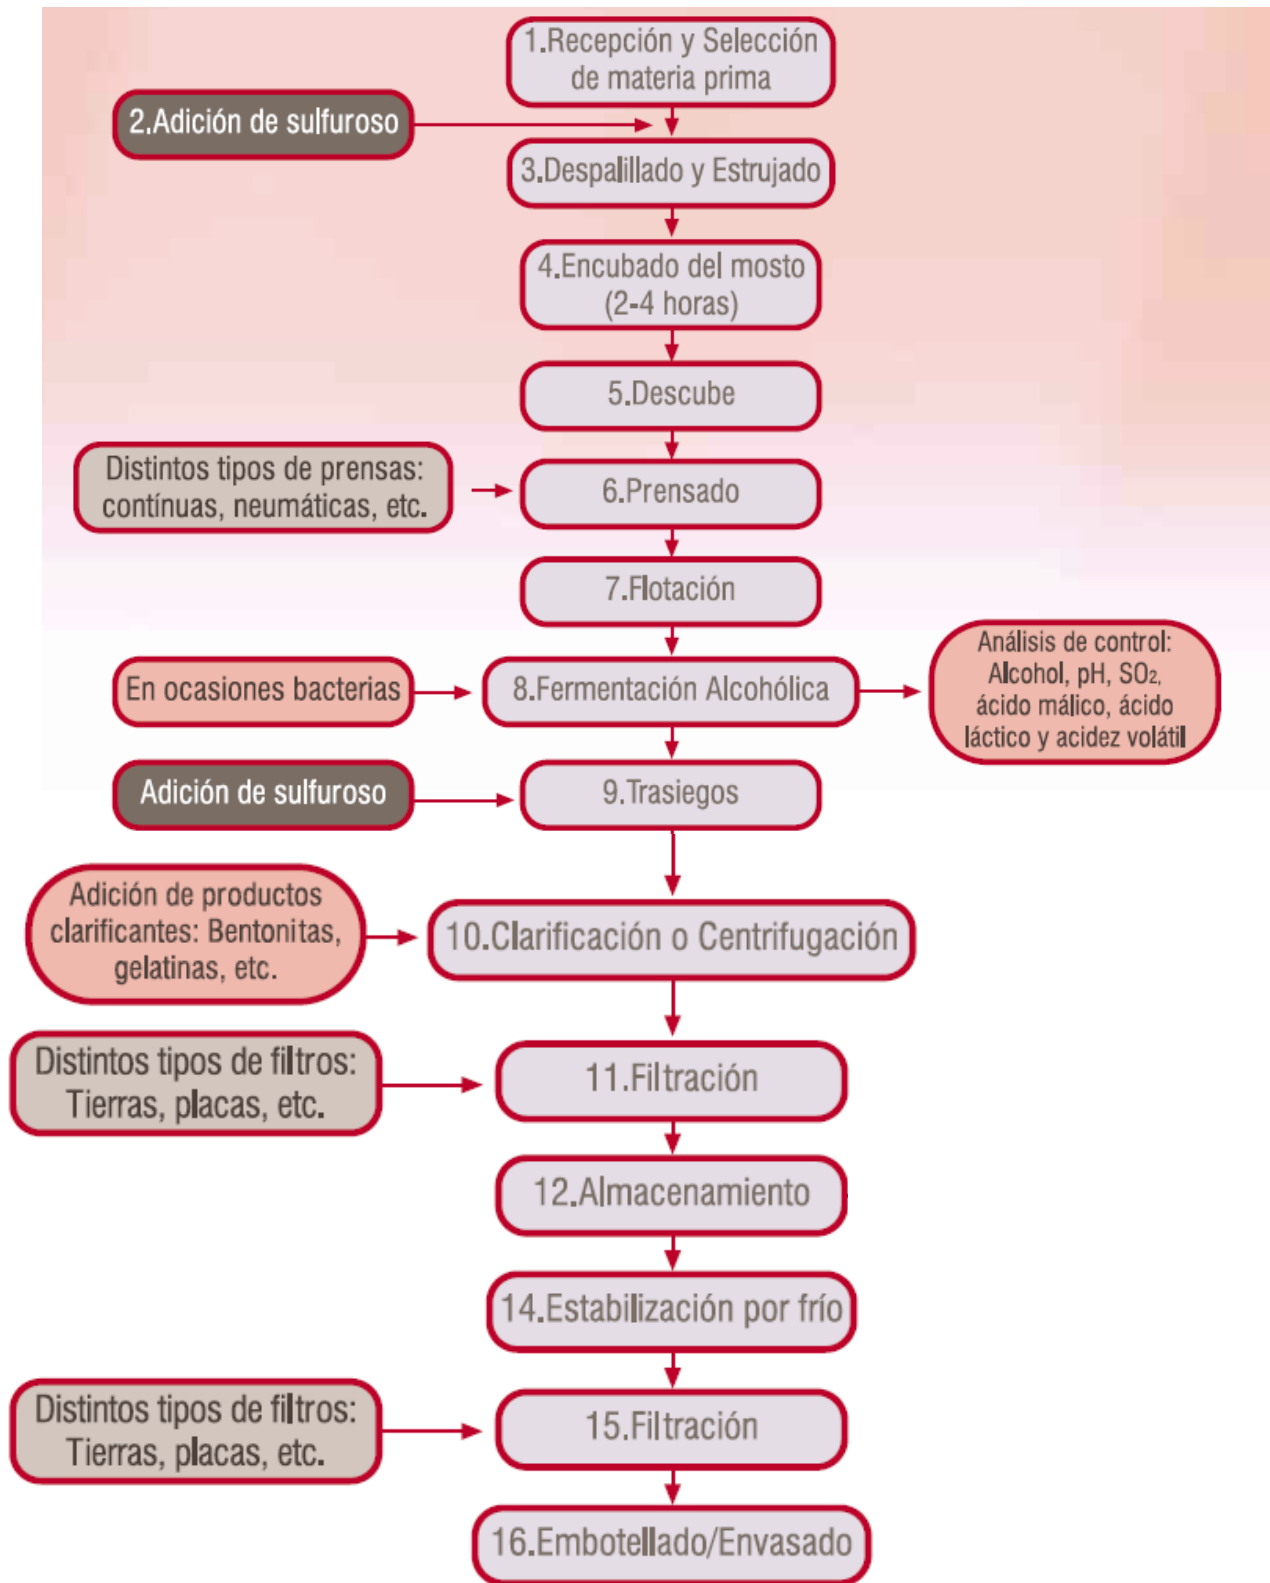 1.Recepción y Selección
de materia prima
2.Adición de sulfuroso
3.Despalillado y Estrujado
4.Encubado del mosto
(2-4 horas)
5.Descube
Distintos tipos de prensas:
contínuas, neumáticas, etc.
6.Prensado
7.Flotación
En ocasiones bacterias
8.Fermentación Alcohólica
Análisis de control:
Alcohol, pH, SO₂,
ácido málico, ácido
láctico y acidez volátil
Adición de sulfuroso
9.Trasiegos
Adición de productos
clarificantes: Bentonitas,
gelatinas, etc.
10.Clarificación o Centrifugación
Distintos tipos de filtros:
Tierras, placas, etc.
11.Filtración
12.Almacenamiento
14.Estabilización por frío
Distintos tipos de filtros:
Tierras, placas, etc.
15.Filtración
16.Embotellado/Envasado